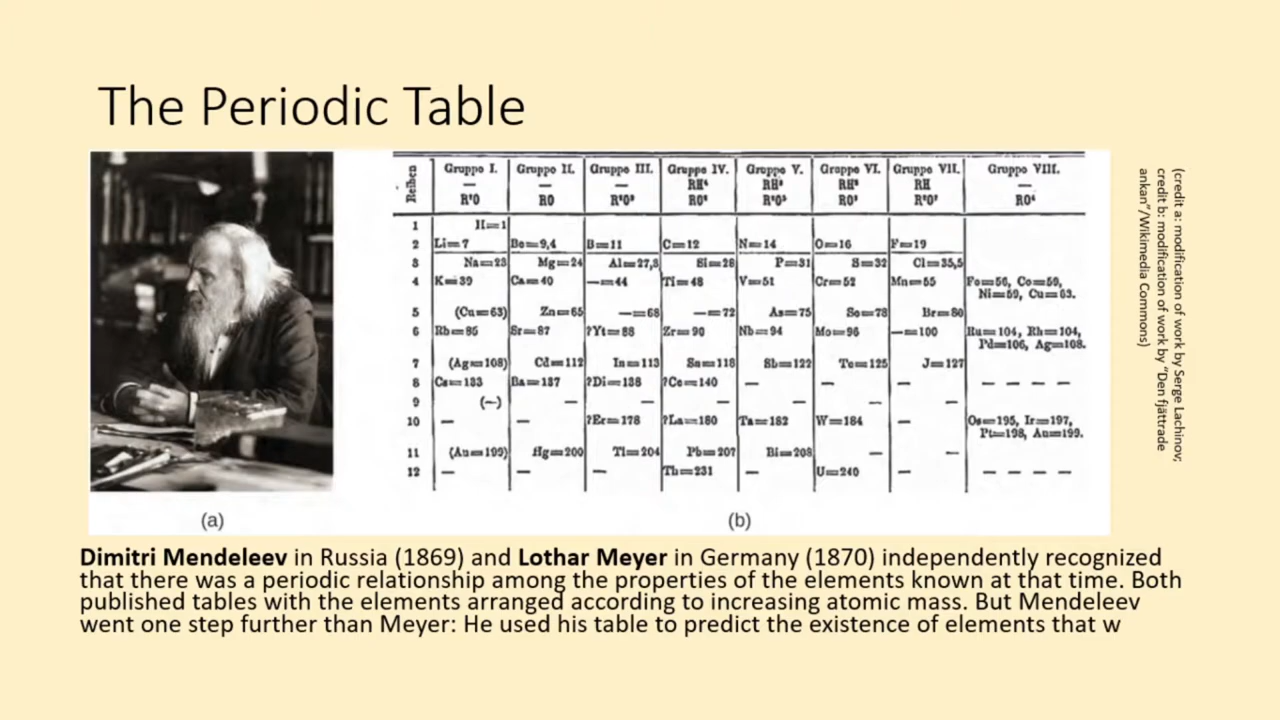 The Periodic Table
Reihen Gruppo I. Gruppo II. Gruppo III. Gruppo IV. Gruppo V. Gruppo VI. Gruppo VII. Gruppo VIII.
— — — RH⁴ RH³ RH² RH —
R²O RO R²O³ RO² R²O⁵ RO³ R²O⁷ RO⁴
1 H=1
2 Li=7 Be=9,4 B=11 C=12 N=14 O=16 F=19
3 Na=23 Mg=24 Al=27,3 Si=28 P=31 S=32 Cl=35,5
4 K=39 Ca=40 —=44 Ti=48 V=51 Cr=52 Mn=55 Fo=56, Co=59,
Ni=59, Cu=63.
5 (Cu=63) Zn=65 —=68 —=72 As=75 Se=78 Br=80
6 Rb=85 Sr=87 ?Yt=88 Zr=90 Nb=94 Mo=96 —=100 Ru=104, Rh=104,
Pd=106, Ag=108.
7 (Ag=108) Cd=112 In=113 Sn=118 Sb=122 Te=125 J=127
8 Cs=133 Ba=137 ?Di=138 ?Ce=140 — — — — — — —
9 (—) — — — — — —
10 — — ?Er=178 ?La=180 Ta=182 W=184 — Os=195, Ir=197,
Pt=198, Au=199.
11 (Au=199) Hg=200 Tl=204 Pb=207 Bi=208 — —
12 — — — Th=231 — U=240 — — — — —
(a)
(b)
(credit a: modification of work by Serge Lachinov;
credit b: modification of work by "Den fjättrade
ankan"/Wikimedia Commons)
Dimitri Mendeleev in Russia (1869) and Lothar Meyer in Germany (1870) independently recognized
that there was a periodic relationship among the properties of the elements known at that time. Both
published tables with the elements arranged according to increasing atomic mass. But Mendeleev
went one step further than Meyer: He used his table to predict the existence of elements that w